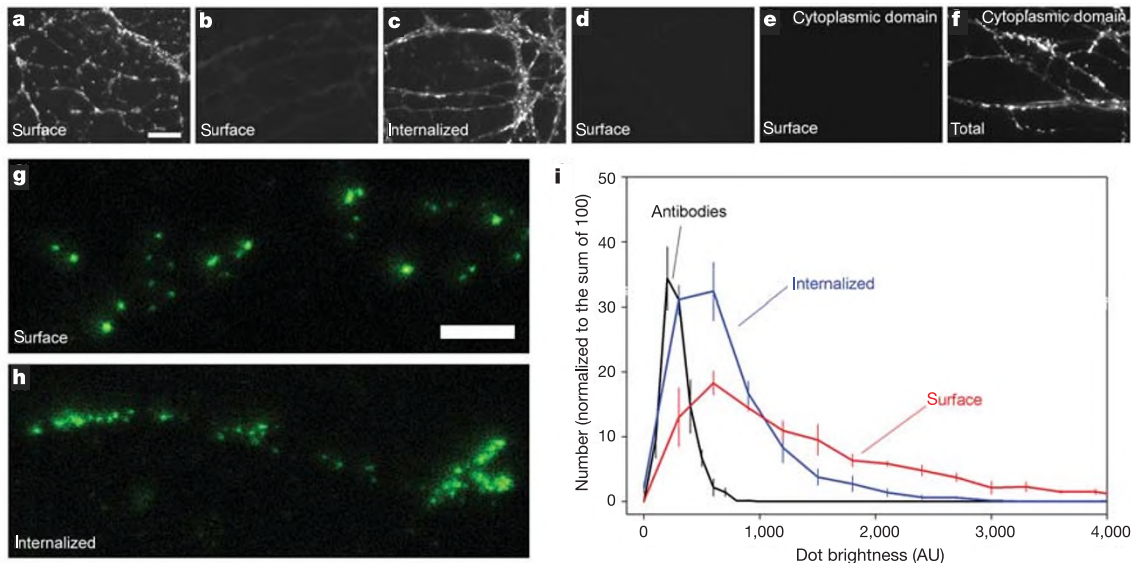 a
Surface
b
Surface
c
Internalized
d
Surface
e
Cytoplasmic domain
Surface
f
Cytoplasmic domain
Total
g
Surface
h
Internalized
i
50
40
30
20
10
0
Number (normalized to the sum of 100)
Antibodies
Internalized
Surface
0
1,000
2,000
3,000
4,000
Dot brightness (AU)